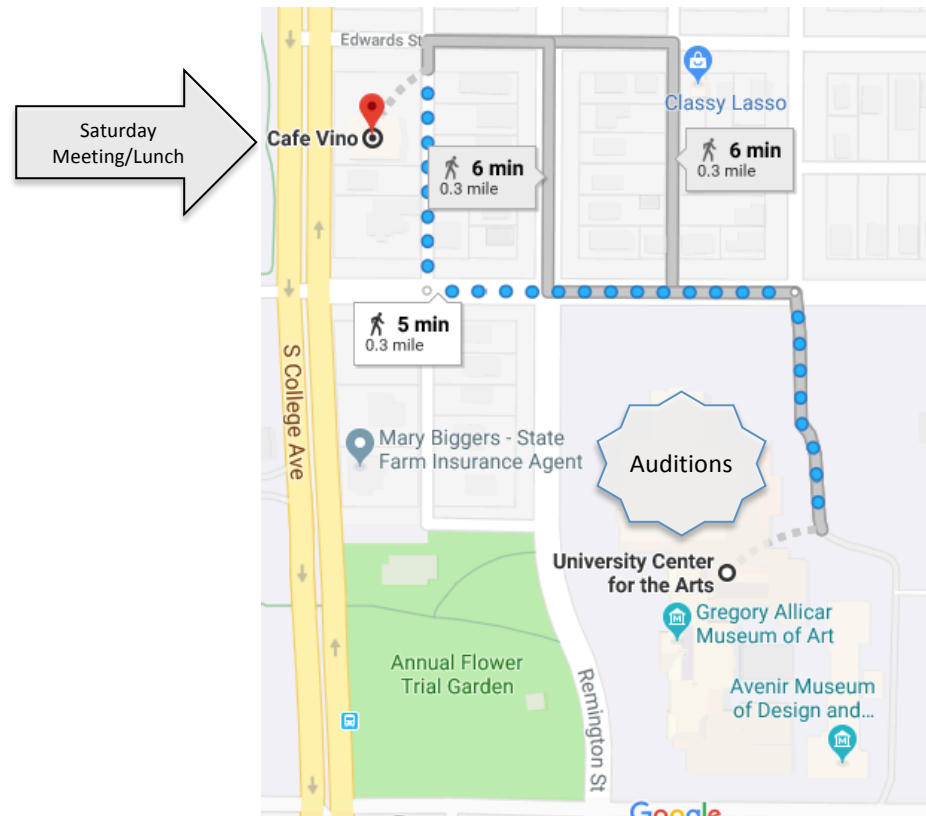 Edwards St
Classy Lasso
Saturday
Meeting/Lunch
Cafe Vino
6 min
0.3 mile
6 min
0.3 mile
5 min
0.3 mile
S College Ave
Mary Biggers - State
Farm Insurance Agent
Auditions
University Center
for the Arts
Gregory Allicar
Museum of Art
Annual Flower
Trial Garden
Remington St
Avenir Museum
of Design and...
Google